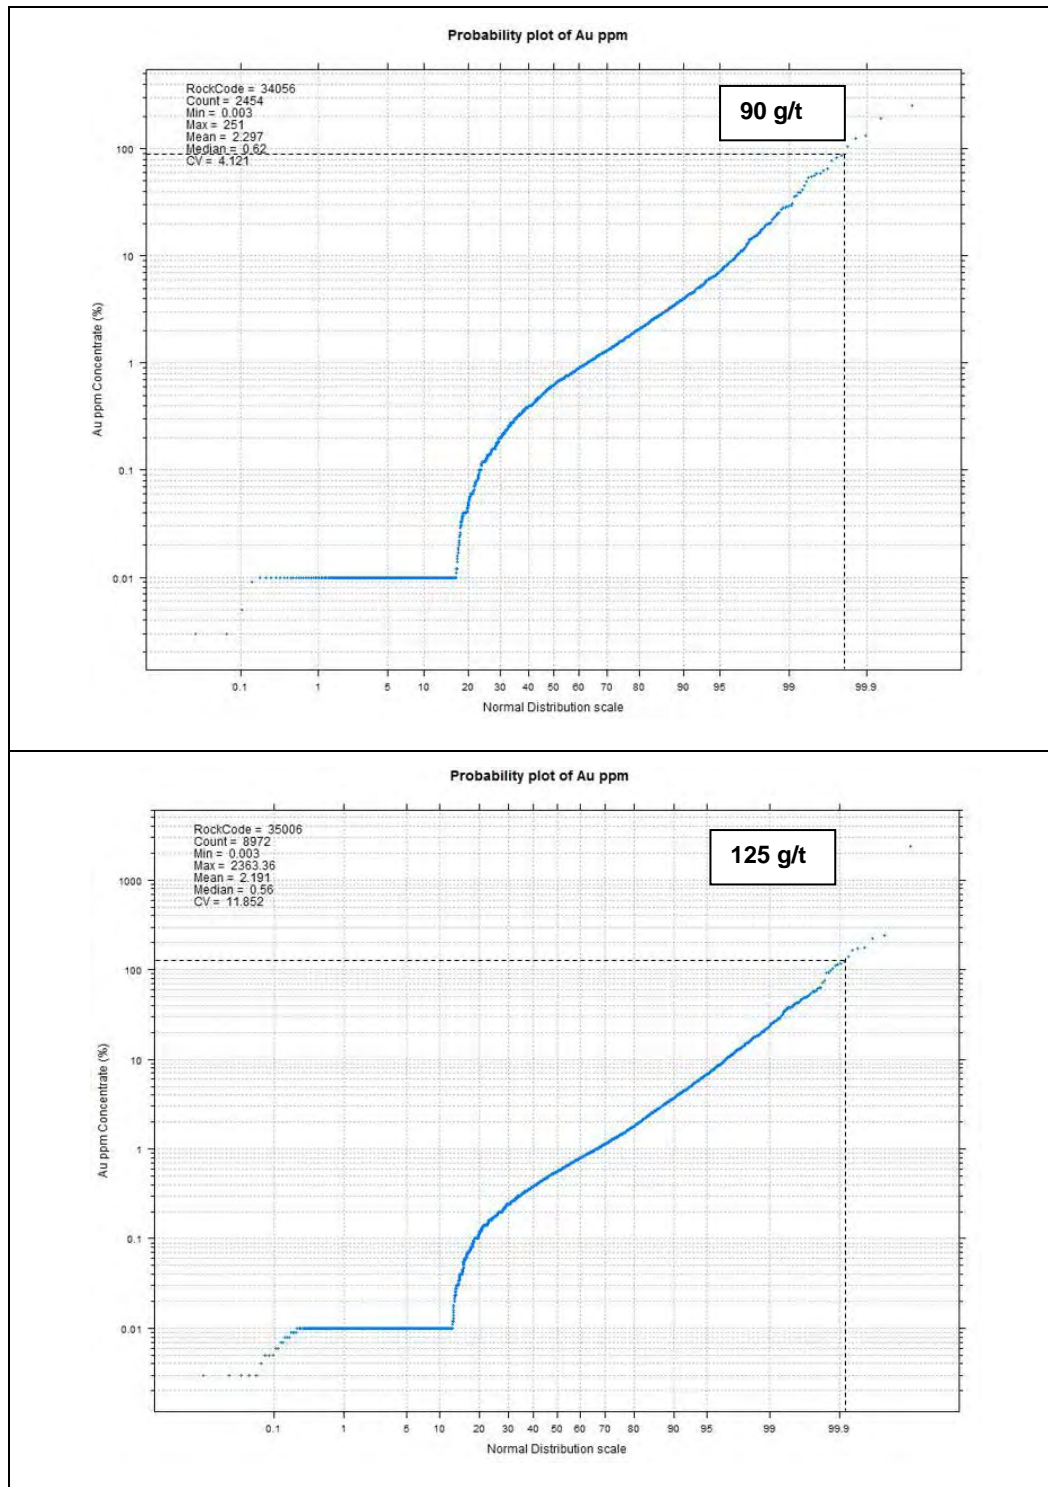 Probability plot of Au ppm
RockCode = 34056
Count = 2454
Min = 0.003
Max = 251
Mean = 2.297
Median = 0.62
CV = 4.121
90 g/t
100
10
1
0.1
0.01
Au ppm Concentrate (%)
0.1 1 5 10 20 30 40 50 60 70 80 90 95 99 99.9
Normal Distribution scale
Probability plot of Au ppm
RockCode = 35006
Count = 8972
Min = 0.003
Max = 2363.36
Mean = 2.191
Median = 0.56
CV = 11.852
125 g/t
1000
100
10
1
0.1
0.01
Au ppm Concentrate (%)
0.1 1 5 10 20 30 40 50 60 70 80 90 95 99 99.9
Normal Distribution scale